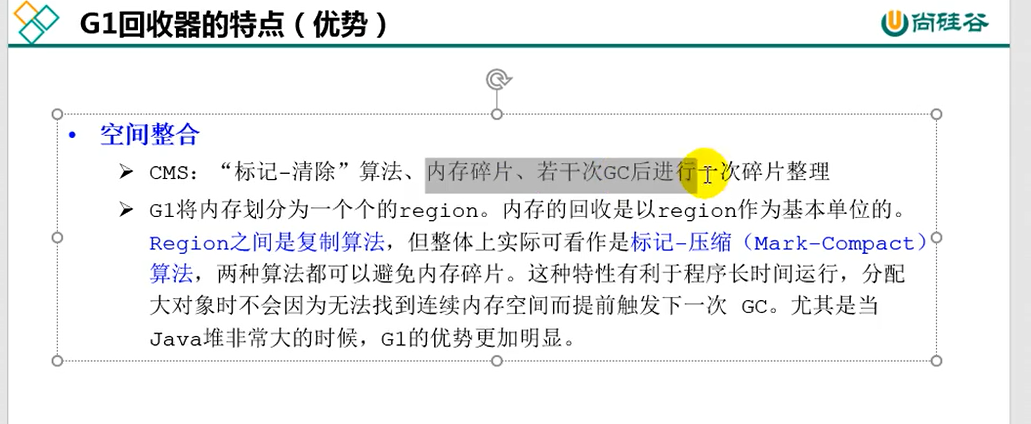 G1回收器的特点（优势）
尚硅谷
• 空间整合
➢ CMS：“标记-清除”算法、内存碎片、若干次GC后进行一次碎片整理
➢ G1将内存划分为一个个的region。内存的回收是以region作为基本单位的。
Region之间是复制算法，但整体上实际可看作是标记-压缩（Mark-Compact）
算法，两种算法都可以避免内存碎片。这种特性有利于程序长时间运行，分配
大对象时不会因为无法找到连续内存空间而提前触发下一次 GC。尤其是当
Java堆非常大的时候，G1的优势更加明显。